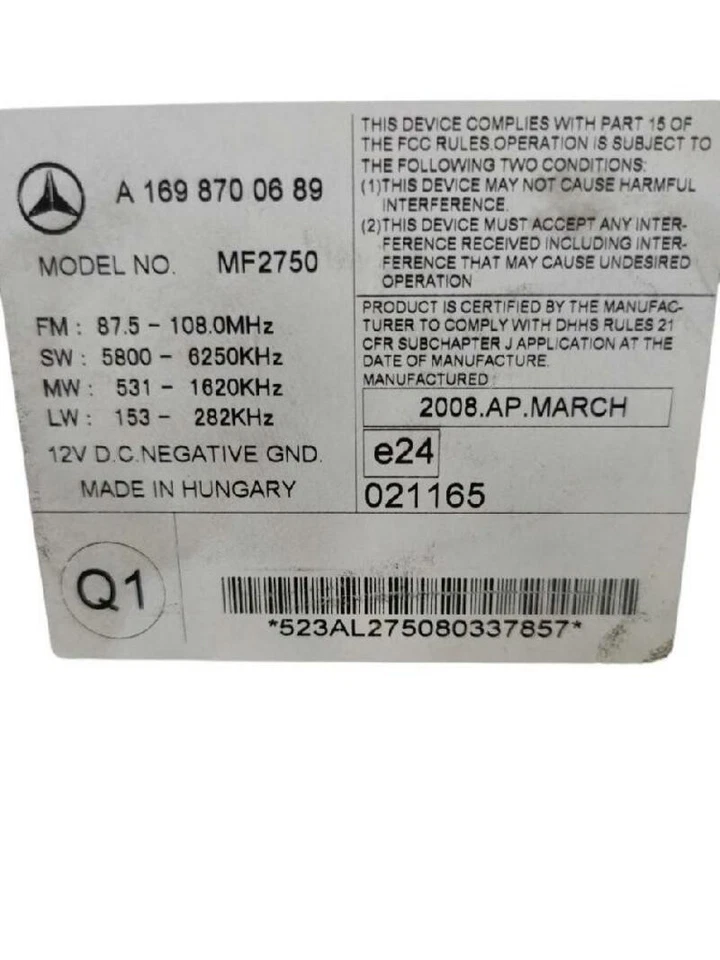 A 169 870 06 89
MODEL NO. MF2750
FM : 87.5 - 108.0MHz
SW : 5800 - 6250KHz
MW : 531 - 1620KHz
LW : 153 - 282KHz
12V D.C.NEGATIVE GND.
MADE IN HUNGARY
THIS DEVICE COMPLIES WITH PART 15 OF
THE FCC RULES.OPERATION IS SUBJECT TO
THE FOLLOWING TWO CONDITIONS:
(1)THIS DEVICE MAY NOT CAUSE HARMFUL
INTERFERENCE.
(2)THIS DEVICE MUST ACCEPT ANY INTER-
FERENCE RECEIVED INCLUDING INTER-
FERENCE THAT MAY CAUSE UNDESIRED
OPERATION
PRODUCT IS CERTIFIED BY THE MANUFAC-
TURER TO COMPLY WITH DHHS RULES 21
CFR SUBCHAPTER J APPLICATION AT THE
DATE OF MANUFACTURE.
MANUFACTURED :
2008.AP.MARCH
e24
021165
Q1
*523AL275080337857*